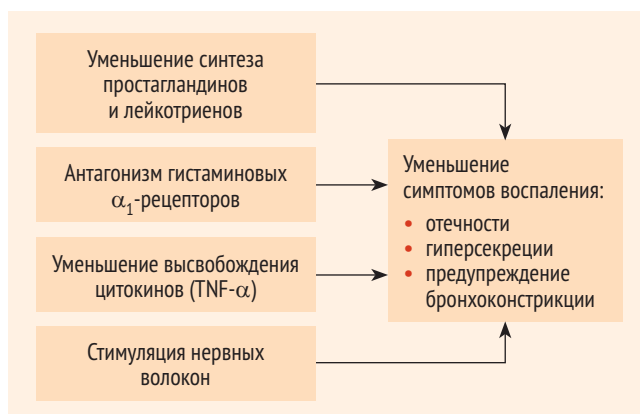 Уменьшение синтеза
простагландинов
и лейкотриенов
Антагонизм гистаминовых
α₁-рецепторов
Уменьшение высвобождения
цитокинов (TNF-α)
Стимуляция нервных
волокон
Уменьшение
симптомов воспаления:
• отечности
• гиперсекреции
• предупреждение
бронхоконстрикции